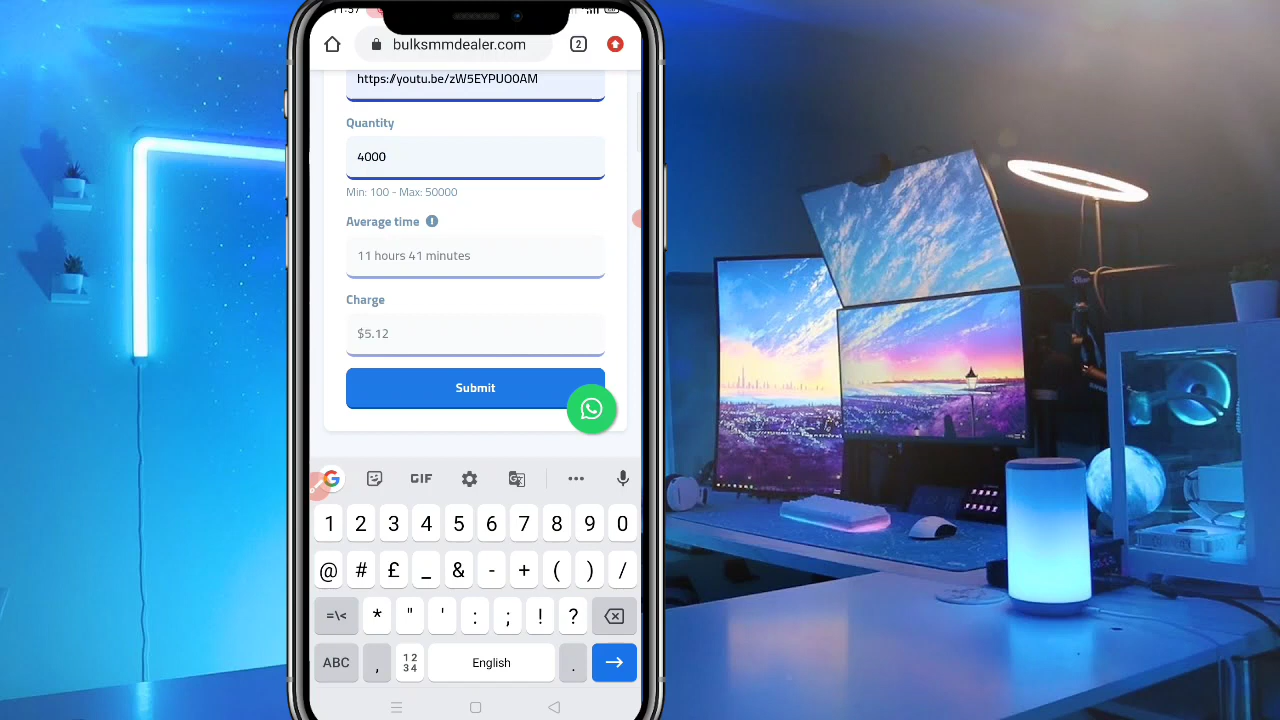 bulksmmdealer.com
2
https://youtu.be/zW5EYPUO0AM
Quantity
4000
Min: 100 - Max: 50000
Average time
11 hours 41 minutes
Charge
$5.12
Submit
GIF
1 2 3 4 5 6 7 8 9 0
@ # £ _ & - + ( ) /
=\< * " ' : ; ! ?
ABC , 12 34 English .